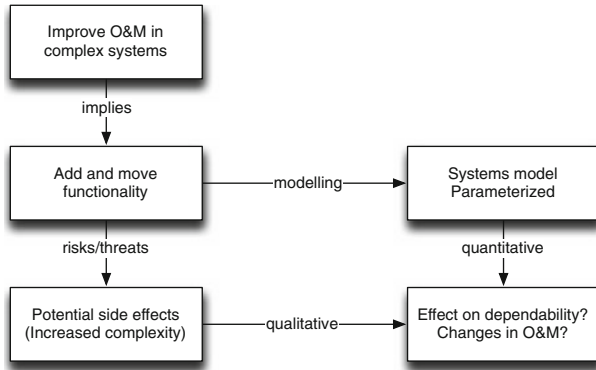 Improve O&M in
complex systems
implies
Add and move
functionality
modelling
Systems model
Parameterized
risks/threats
quantitative
Potential side effects
(Increased complexity)
qualitative
Effect on dependability?
Changes in O&M?